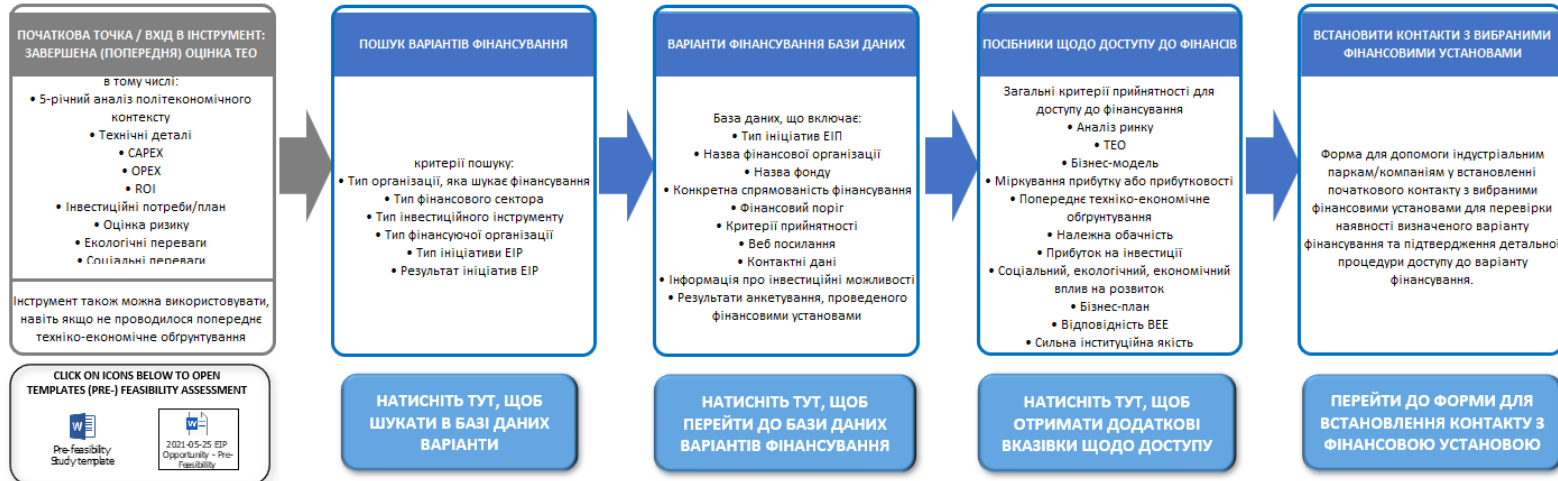 ПОЧАТКОВА ТОЧКА / ВХІД В ІНСТРУМЕНТ:
ЗАВЕРШЕНА (ПОПЕРЕДНЯ) ОЦІНКА ТЕО
в тому числі:
• 5-річний аналіз політекономічного
контексту
• Технічні деталі
• CAPEX
• OPEX
• ROI
• Інвестиційні потреби/план
• Оцінка ризику
• Екологічні переваги
• Соціальні переваги
Інструмент також можна використовувати,
навіть якщо не проводилося попереднє
техніко-економічне обґрунтування
CLICK ON ICONS BELOW TO OPEN
TEMPLATES (PRE-) FEASIBILITY ASSESSMENT
Pre-feasibility
Study template
2021-05-25 EIP
Opportunity - Pre-
Feasibility
ПОШУК ВАРІАНТІВ ФІНАНСУВАННЯ
критерії пошуку:
• Тип організації, яка шукає фінансування
• Тип фінансового сектора
• Тип інвестиційного інструменту
• Тип фінансуючої організації
• Тип ініціативи EIP
• Результат ініціатив EIP
НАТИСНІТЬ ТУТ, ЩОБ
ШУКАТИ В БАЗІ ДАНИХ
ВАРІАНТИ
ВАРІАНТИ ФІНАНСУВАННЯ БАЗИ ДАНИХ
База даних, що включає:
• Тип ініціатив ЕІП
• Назва фінансової організації
• Назва фонду
• Конкретна спрямованість фінансування
• Фінансовий поріг
• Критерії прийнятності
• Веб посилання
• Контактні дані
• Інформація про інвестиційні можливості
• Результати анкетування, проведеного
фінансовими установами
НАТИСНІТЬ ТУТ, ЩОБ
ПЕРЕЙТИ ДО БАЗИ ДАНИХ
ВАРІАНТІВ ФІНАНСУВАННЯ
ПОСІБНИКИ ЩОДО ДОСТУПУ ДО ФІНАНСІВ
Загальні критерії прийнятності для
доступу до фінансування
• Аналіз ринку
• ТЕО
• Бізнес-модель
• Міркування прибутку або прибутковості
• Попереднє техніко-економічне
обґрунтування
• Належна обачність
• Прибуток на інвестиції
• Соціальний, екологічний, економічний
вплив на розвиток
• Бізнес-план
• Відповідність ВЕЕ
• Сильна інституційна якість
НАТИСНІТЬ ТУТ, ЩОБ
ОТРИМАТИ ДОДАТКОВІ
ВКАЗІВКИ ЩОДО ДОСТУПУ
ВСТАНОВИТИ КОНТАКТИ З ВИБРАНИМИ
ФІНАНСОВИМИ УСТАНОВАМИ
Форма для допомоги індустріальним
паркам/компаніям у встановленні
початкового контакту з вибраними
фінансовими установами для перевірки
наявності визначеного варіанту
фінансування та підтвердження детальної
процедури доступу до варіанту
фінансування.
ПЕРЕЙТИ ДО ФОРМИ ДЛЯ
ВСТАНОВЛЕННЯ КОНТАКТУ З
ФІНАНСОВОЮ УСТАНОВОЮ